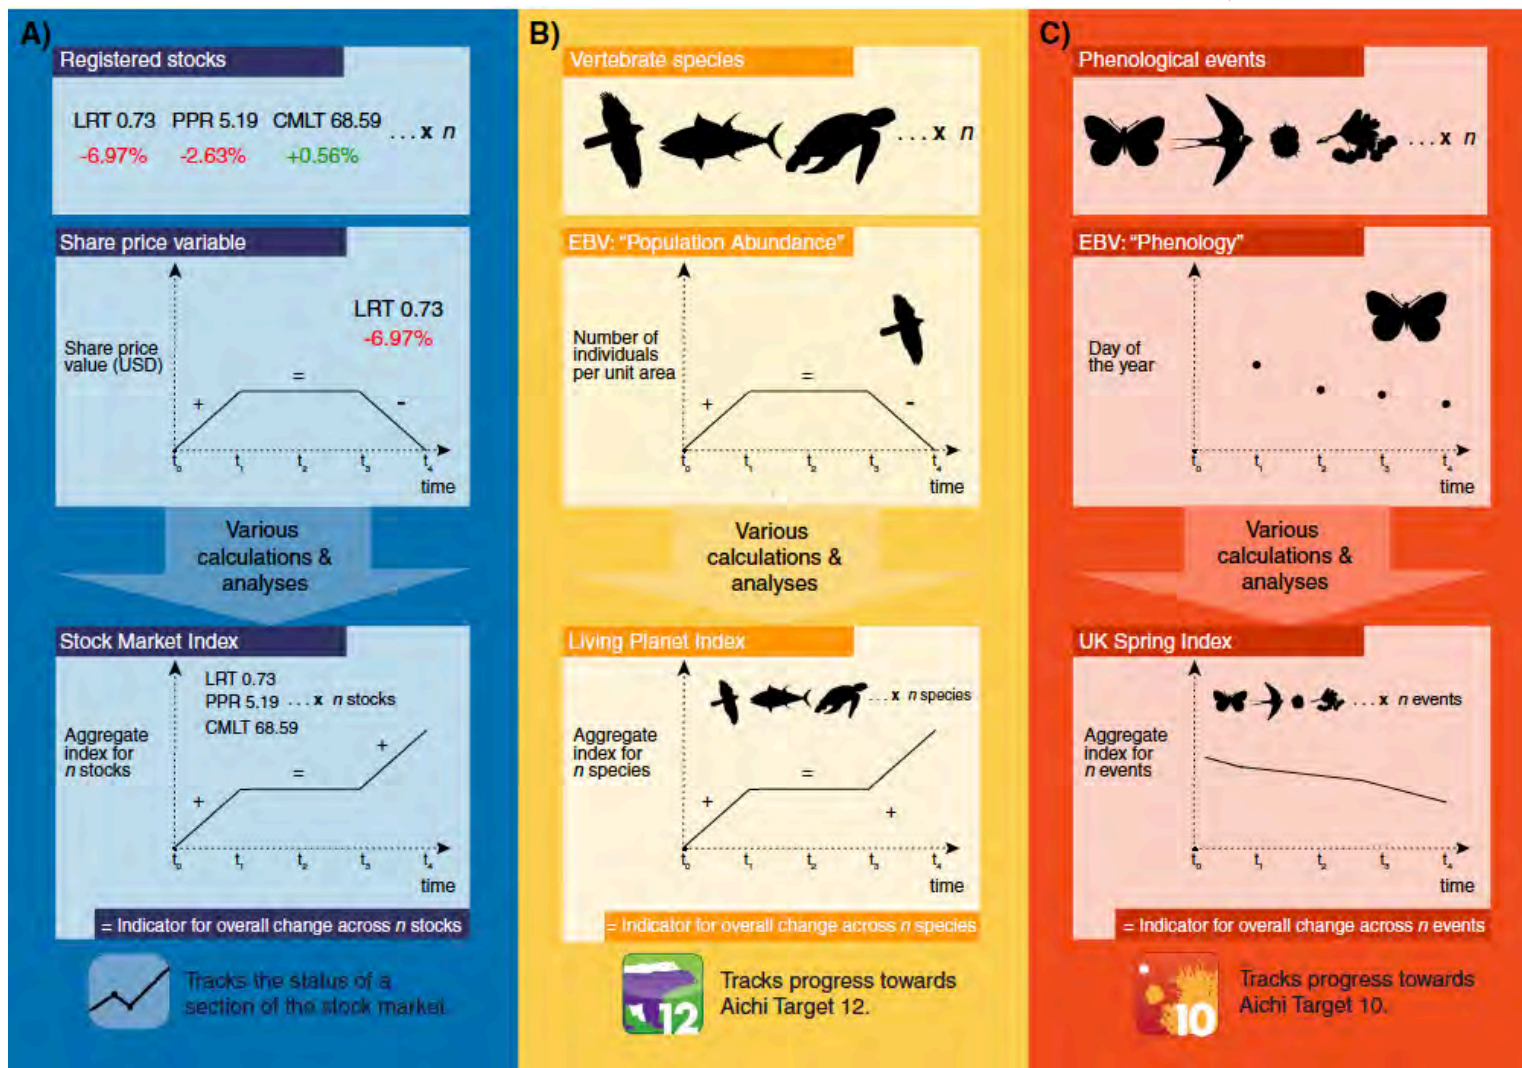 A)
Registered stocks
LRT 0.73 PPR 5.19 CMLT 68.59 ...x n
-6.97% -2.63% +0.56%
Share price variable
LRT 0.73
-6.97%
Share price
value (USD)
=
+
-
t0 t1 t2 t3 t4
time
Various
calculations &
analyses
Stock Market Index
LRT 0.73
PPR 5.19 ...x n stocks
CMLT 68.59
Aggregate
index for
n stocks
+
=
+
t0 t1 t2 t3 t4
time
= Indicator for overall change across n stocks
Tracks the status of a
section of the stock market.
B)
Vertebrate species
...x n
EBV: "Population Abundance"
Number of
individuals
per unit area
=
+
-
t0 t1 t2 t3 t4
time
Various
calculations &
analyses
Living Planet Index
...x n species
Aggregate
index for
n species
=
+
+
t0 t1 t2 t3 t4
time
= Indicator for overall change across n species
12
Tracks progress towards
Aichi Target 12.
C)
Phenological events
...x n
EBV: "Phenology"
Day of
the year
t0 t1 t2 t3 t4
time
Various
calculations &
analyses
UK Spring Index
...x n events
Aggregate
index for
n events
t0 t1 t2 t3 t4
time
= Indicator for overall change across n events
10
Tracks progress towards
Aichi Target 10.